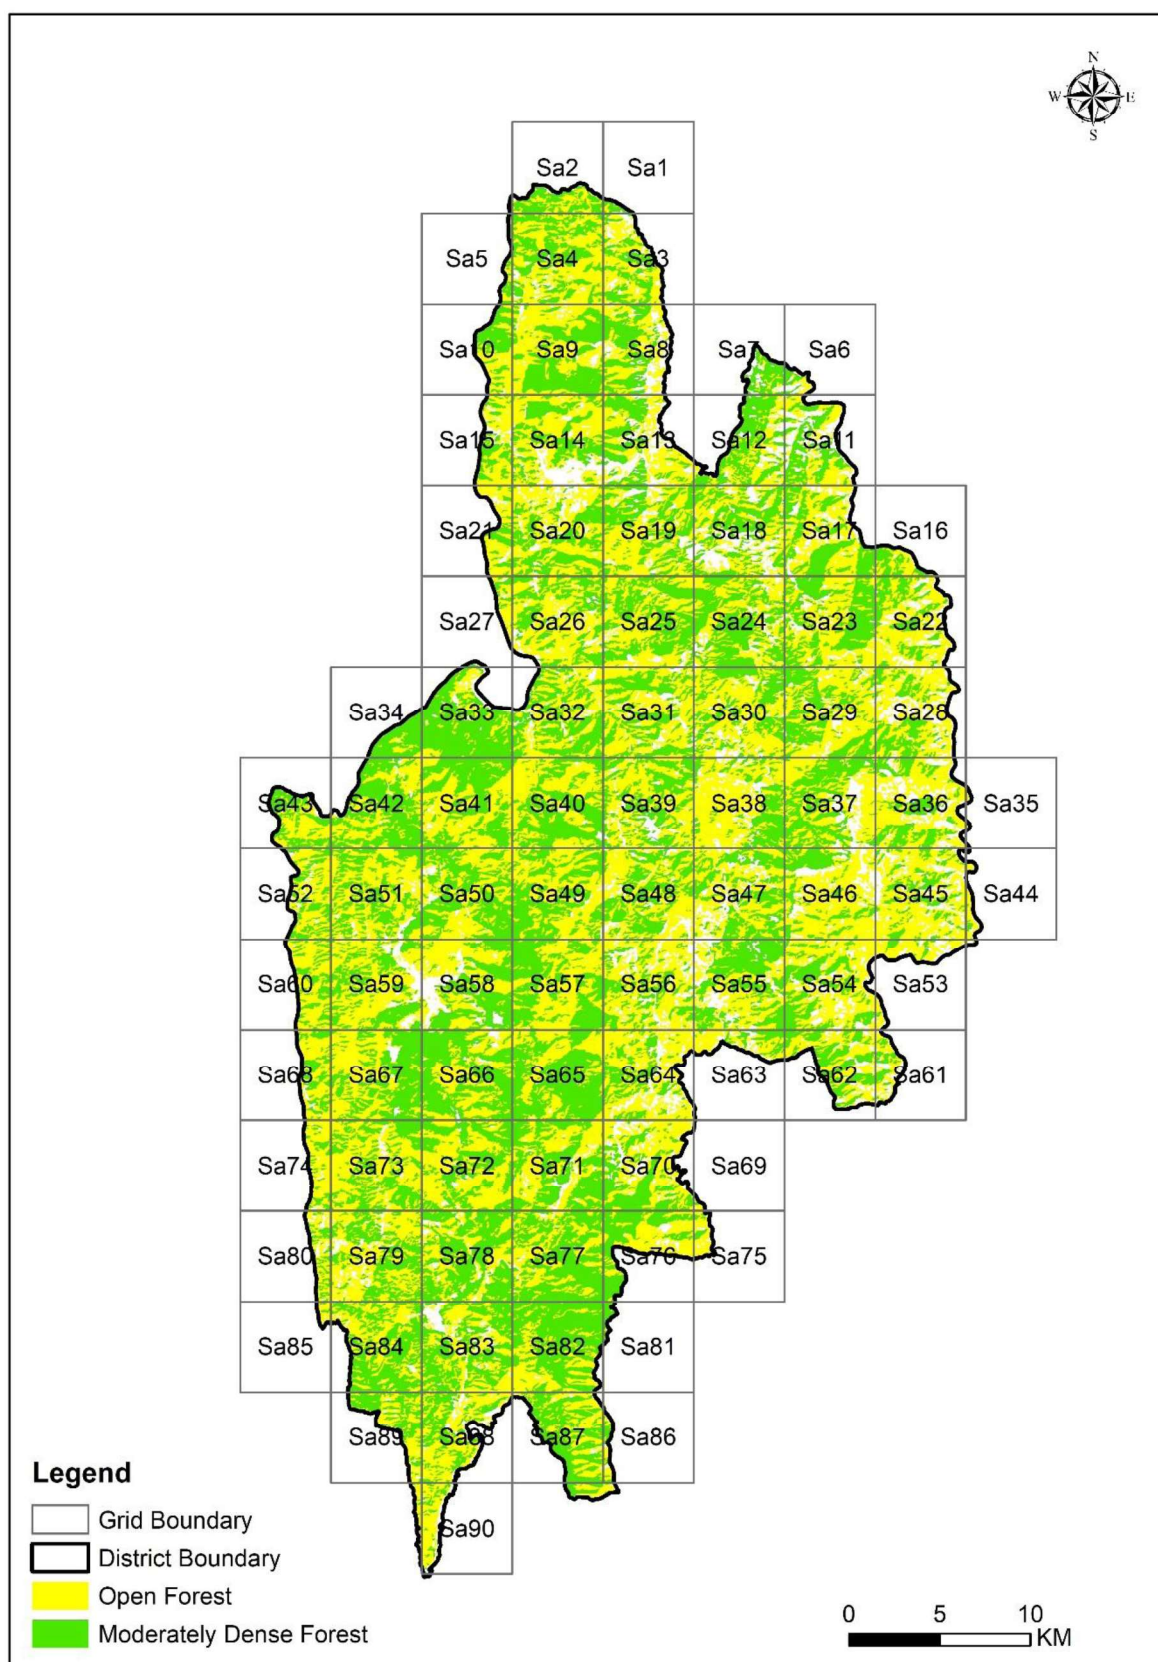 N
W E
S
Sa2 Sa1
Sa5 Sa4 Sa3
Sa10 Sa9 Sa8 Sa7 Sa6
Sa15 Sa14 Sa13 Sa12 Sa11
Sa21 Sa20 Sa19 Sa18 Sa17 Sa16
Sa27 Sa26 Sa25 Sa24 Sa23 Sa22
Sa34 Sa33 Sa32 Sa31 Sa30 Sa29 Sa28
Sa43 Sa42 Sa41 Sa40 Sa39 Sa38 Sa37 Sa36 Sa35
Sa52 Sa51 Sa50 Sa49 Sa48 Sa47 Sa46 Sa45 Sa44
Sa60 Sa59 Sa58 Sa57 Sa56 Sa55 Sa54 Sa53
Sa68 Sa67 Sa66 Sa65 Sa64 Sa63 Sa62 Sa61
Sa74 Sa73 Sa72 Sa71 Sa70 Sa69
Sa80 Sa79 Sa78 Sa77 Sa76 Sa75
Sa85 Sa84 Sa83 Sa82 Sa81
Sa89 Sa88 Sa87 Sa86
Sa90
Legend
Grid Boundary
District Boundary
Open Forest
Moderately Dense Forest
0 5 10
KM